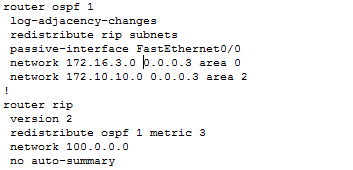 router ospf 1
log-adjacency-changes
redistribute rip subnets
passive-interface FastEthernet0/0
network 172.16.3.0 0.0.0.3 area 0
network 172.10.10.0 0.0.0.3 area 2
!
router rip
version 2
redistribute ospf 1 metric 3
network 100.0.0.0
no auto-summary